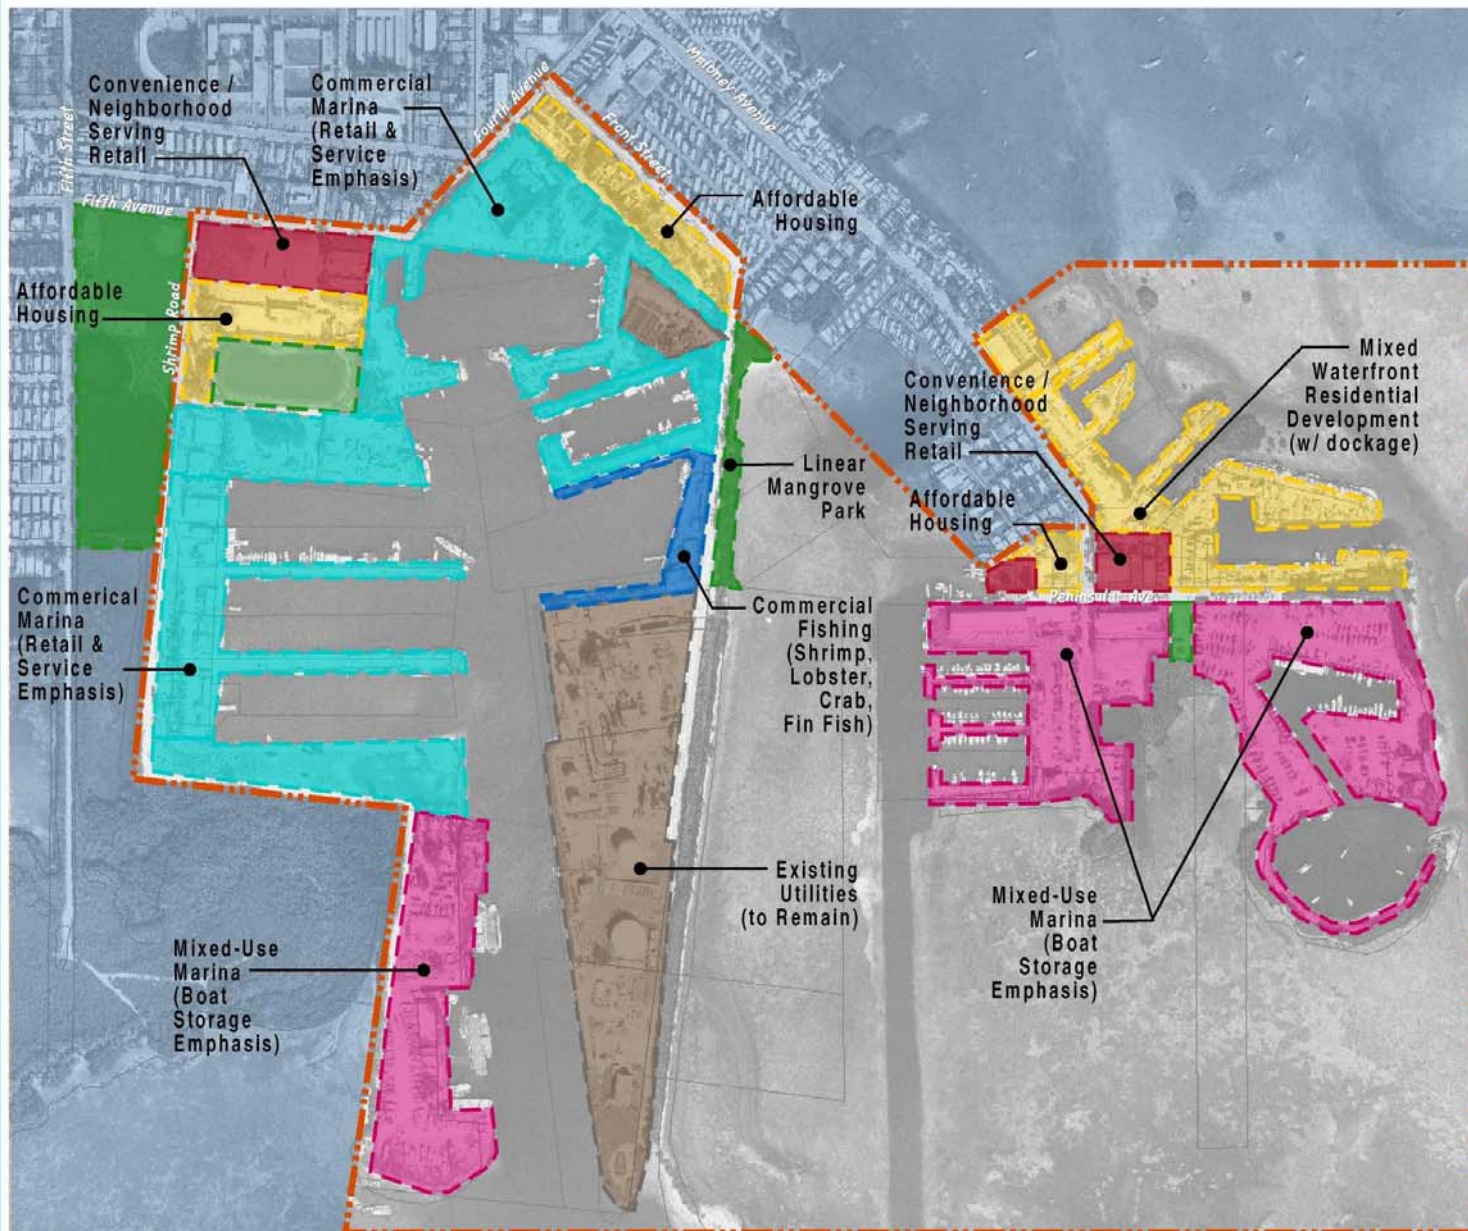 Convenience /
Neighborhood
Serving
Retail
Commercial
Marina
(Retail &
Service
Emphasis)
Fourth Avenue
Maloney Avenue
Front Street
Fifth Street
Fifth Avenue
Affordable
Housing
Affordable
Housing
Shrimp Road
Convenience /
Neighborhood
Serving
Retail
Mixed
Waterfront
Residential
Development
(w/ dockage)
Linear
Mangrove
Park
Affordable
Housing
Peninsular Ave.
Commerical
Marina
(Retail &
Service
Emphasis)
Commercial
Fishing
(Shrimp,
Lobster,
Crab,
Fin Fish)
Existing
Utilities
(to Remain)
Mixed-Use
Marina
(Boat
Storage
Emphasis)
Mixed-Use
Marina
(Boat
Storage
Emphasis)